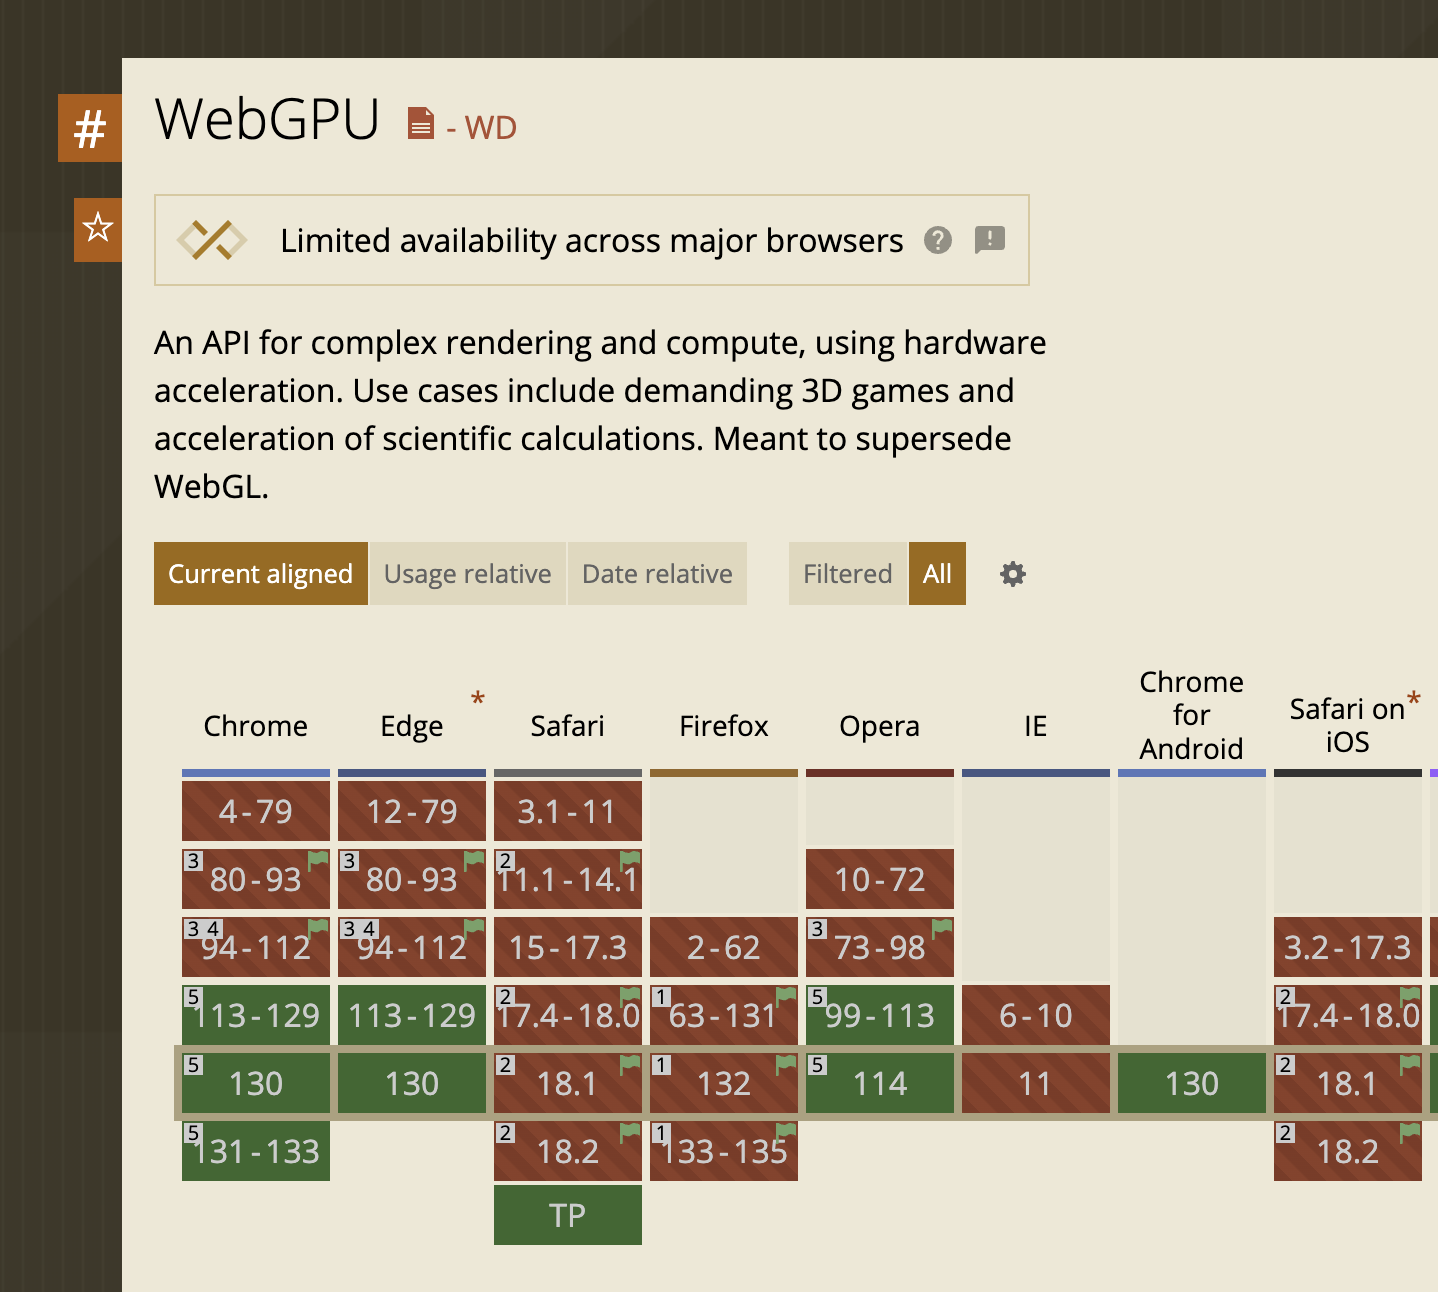 #
WebGPU - WD
Limited availability across major browsers ? !
An API for complex rendering and compute, using hardware
acceleration. Use cases include demanding 3D games and
acceleration of scientific calculations. Meant to supersede
WebGL.
Current aligned Usage relative Date relative Filtered All
Chrome Edge * Safari Firefox Opera IE Chrome for Android Safari on iOS *
4-79 12-79 3.1-11
3 80-93 3 80-93 2 11.1-14.1 10-72
3 4 94-112 3 4 94-112 15-17.3 2-62 3 73-98 3.2-17.3
5 113-129 113-129 2 17.4-18.0 1 63-131 5 99-113 6-10 2 17.4-18.0
5 130 130 2 18.1 1 132 5 114 11 130 2 18.1
5 131-133 2 18.2 1 133-135 2 18.2
TP